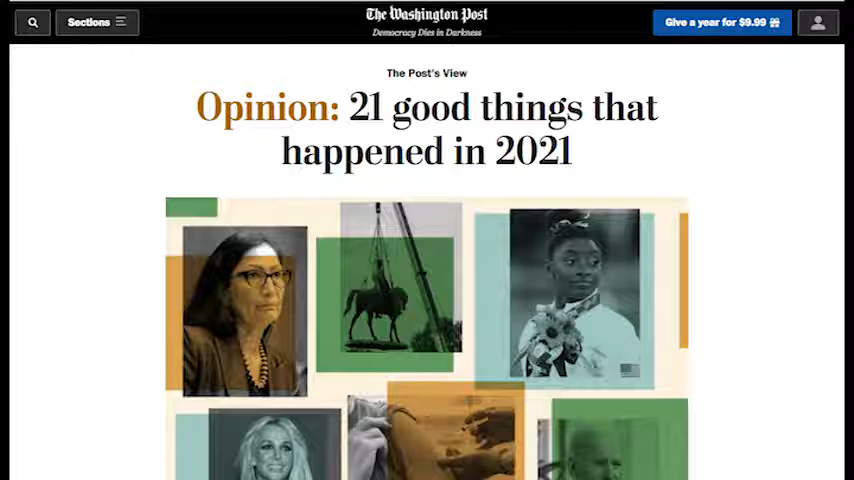 Sections
The Washington Post
Democracy Dies in Darkness
Give a year for $9.99
The Post's View
Opinion: 21 good things that
happened in 2021